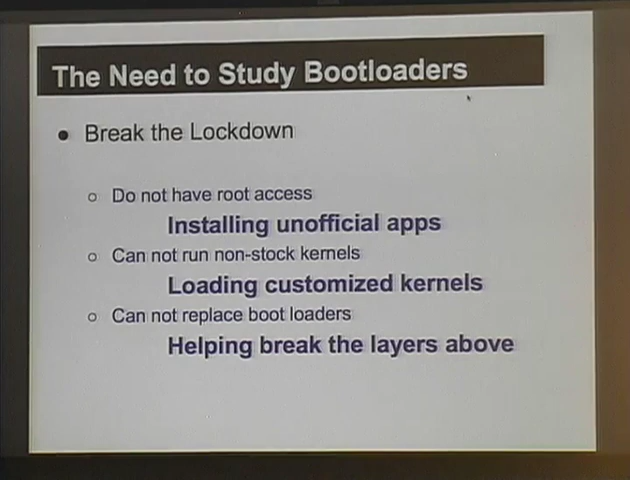 The Need to Study Bootloaders
● Break the Lockdown
○ Do not have root access
Installing unofficial apps
○ Can not run non-stock kernels
Loading customized kernels
○ Can not replace boot loaders
Helping break the layers above